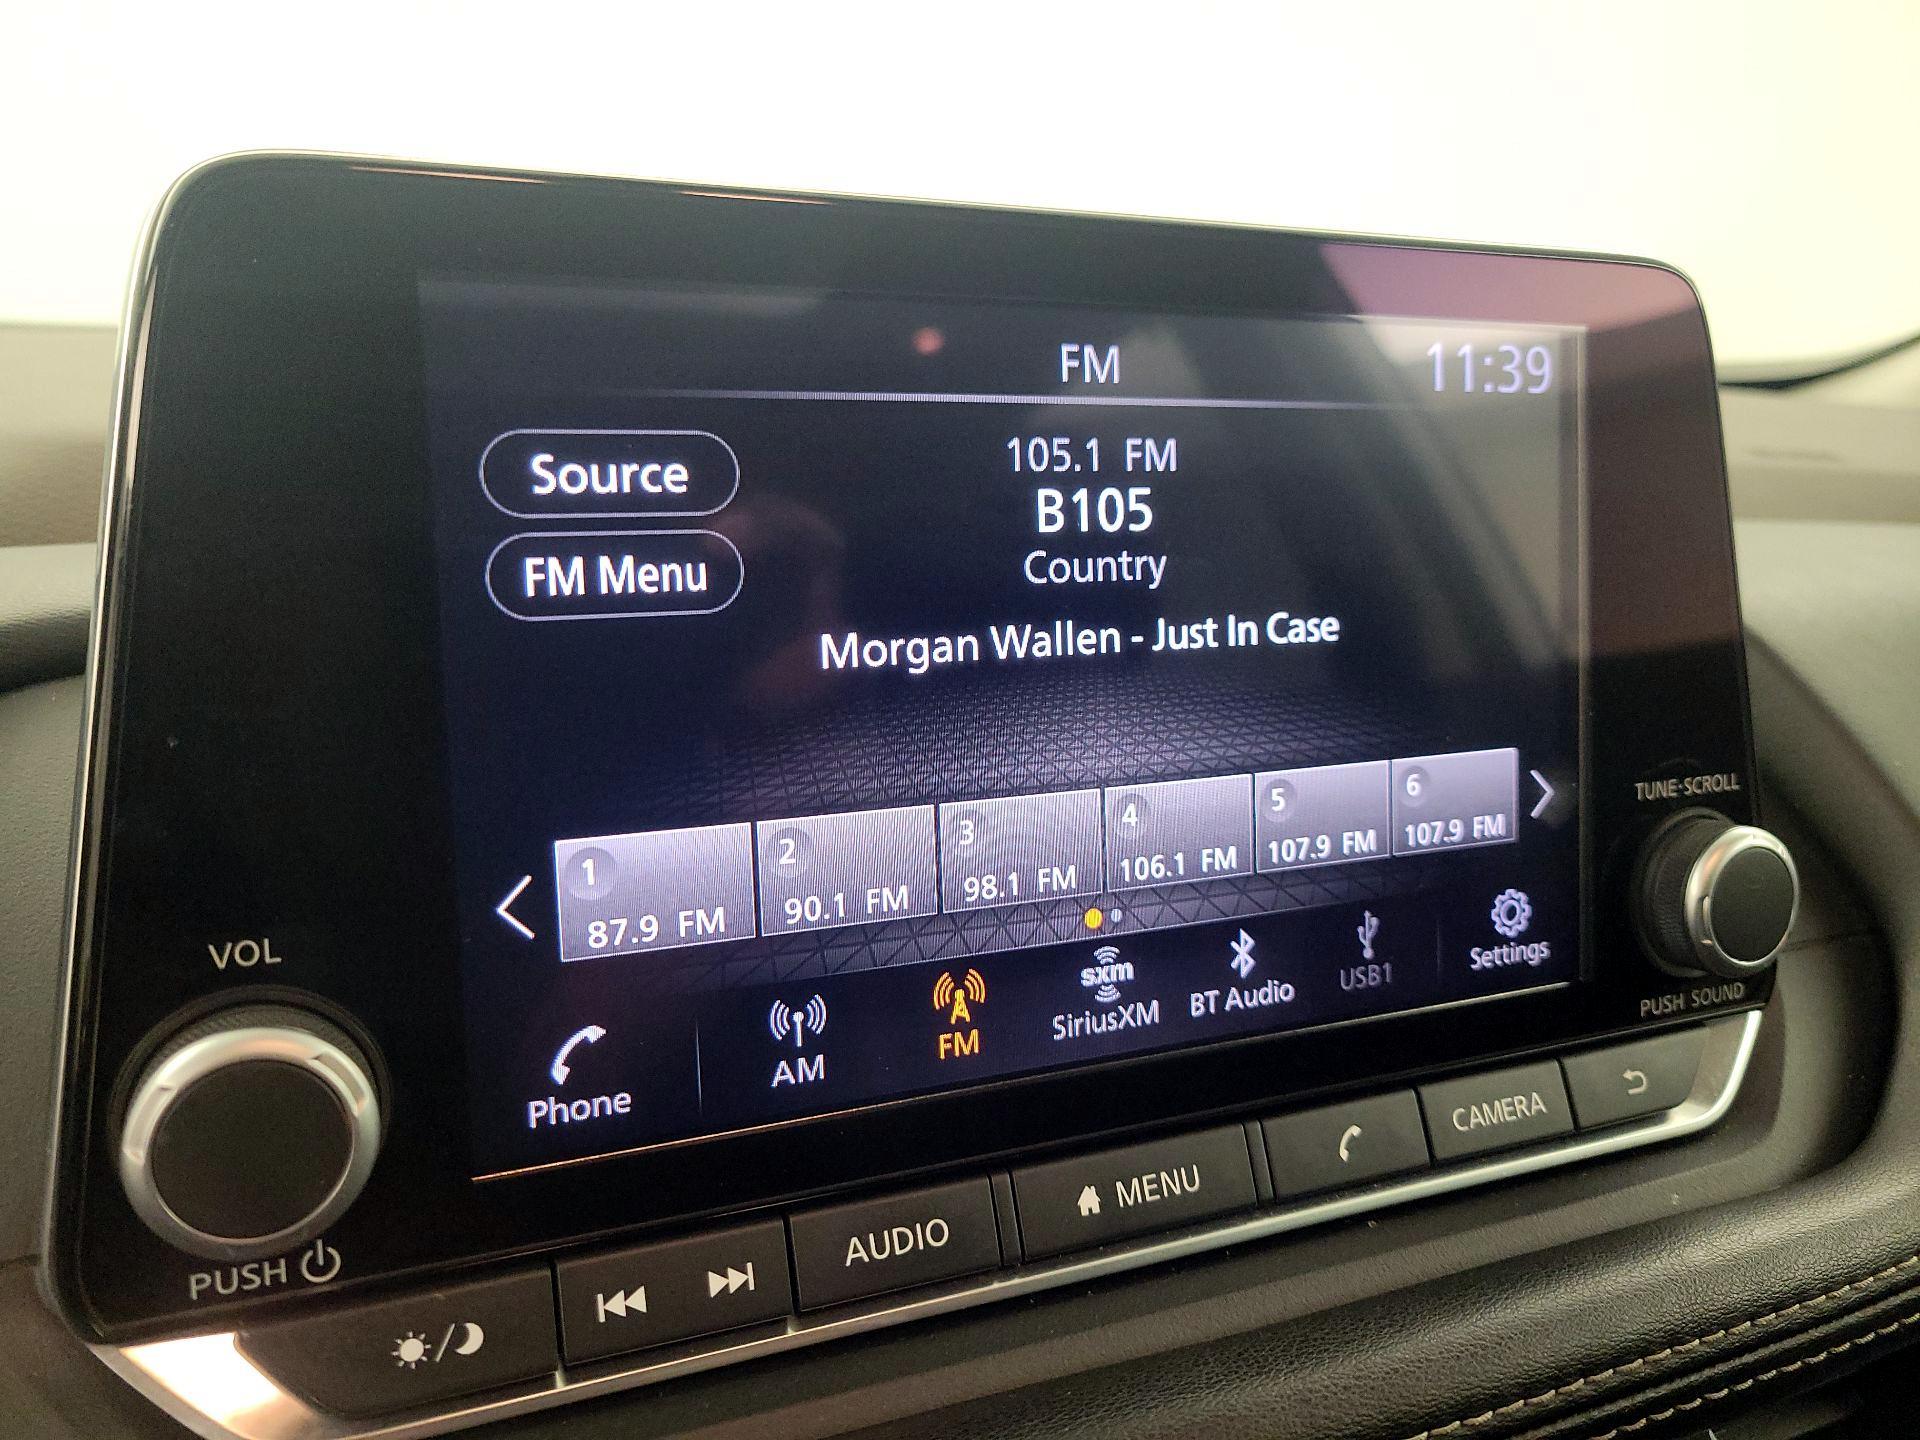 FM
11:39
Source
105.1 FM
B105
Country
FM Menu
Morgan Wallen - Just In Case
1
87.9 FM
2
90.1 FM
3
98.1 FM
4
106.1 FM
5
107.9 FM
6
107.9 FM
Phone
AM
FM
sxm
SiriusXM
BT Audio
USB1
Settings
VOL
PUSH
TUNE·SCROLL
PUSH SOUND
AUDIO
MENU
CAMERA